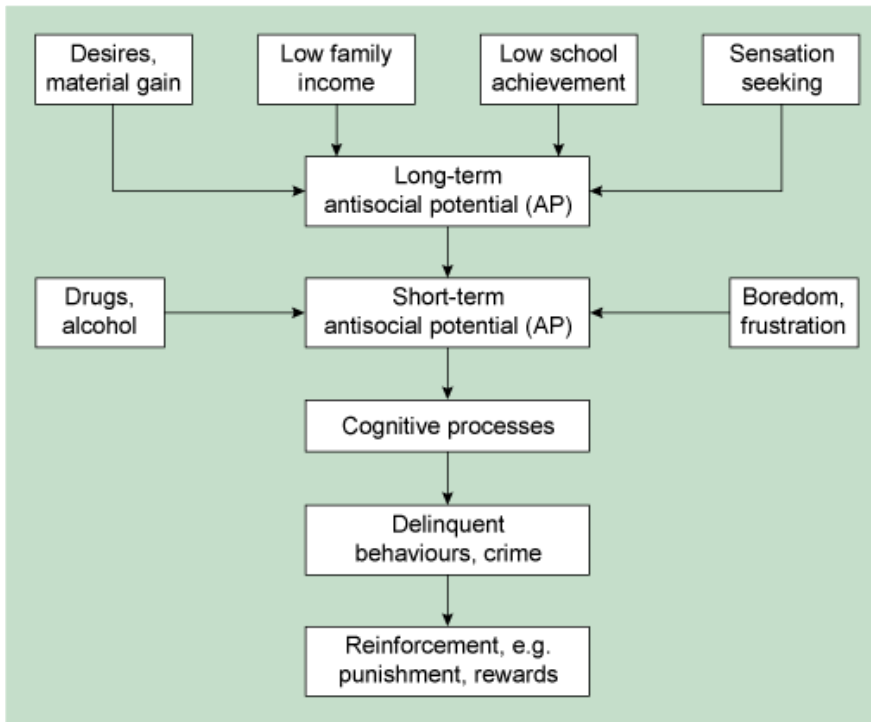 Desires,
material gain
Low family
income
Low school
achievement
Sensation
seeking
Long-term
antisocial potential (AP)
Drugs,
alcohol
Short-term
antisocial potential (AP)
Boredom,
frustration
Cognitive processes
Delinquent
behaviours, crime
Reinforcement, e.g.
punishment, rewards